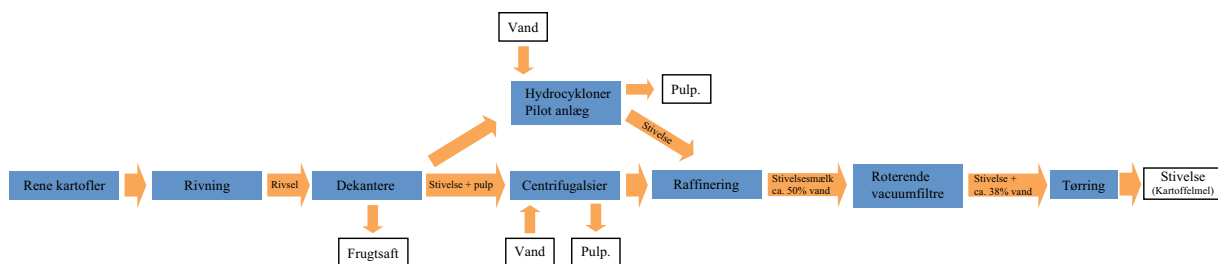 Vand
Hydrocykloner
Pilot anlæg
Pulp.
Stivelse
Rene kartofler
Rivning
Rivsel
Dekantere
Stivelse + pulp
Centrifugalsier
Raffinering
Stivelsesmælk
ca. 50% vand
Roterende
vacuumfiltre
Stivelse +
ca. 38% vand
Tørring
Stivelse
(Kartoffelmel)
Frugtsaft
Vand
Pulp.